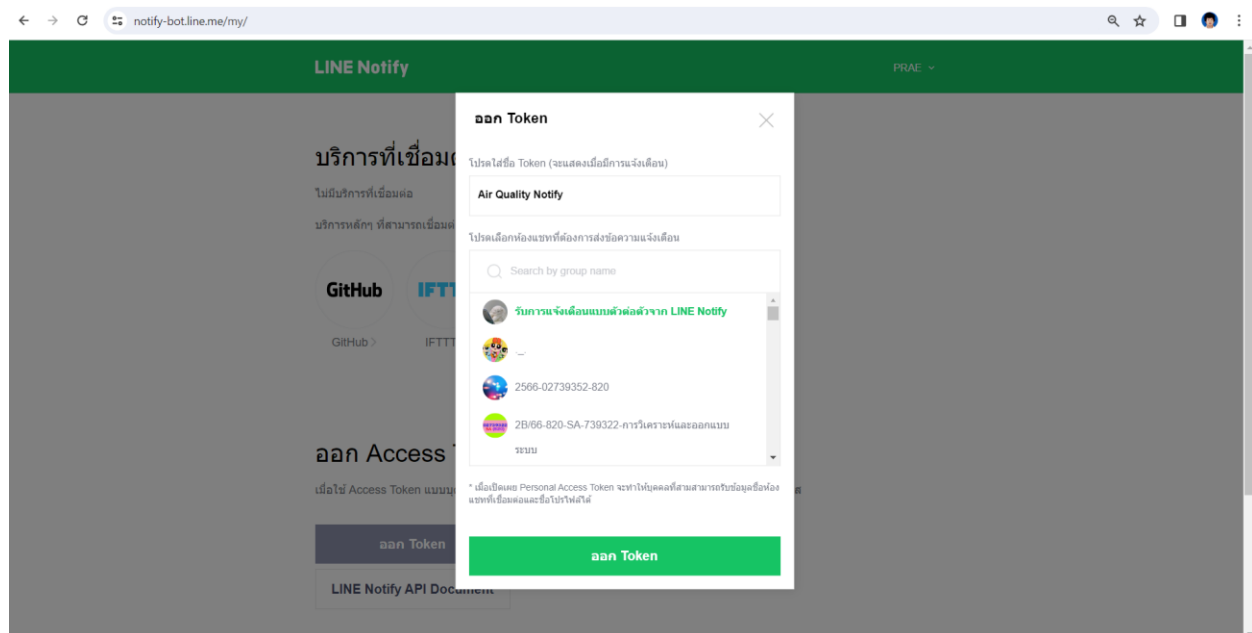 notify-bot.line.me/my/
LINE Notify
PRAE
ออก Token
โปรดใส่ชื่อ Token (จะแสดงเมื่อมีการแจ้งเตือน)
Air Quality Notify
โปรดเลือกห้องแชทที่ต้องการส่งข้อความแจ้งเตือน
Search by group name
รับการแจ้งเตือนแบบตัวต่อตัวจาก LINE Notify
._.
2566-02739352-820
2B/66-820-SA-739322-การวิเคราะห์และออกแบบ
ระบบ
* เมื่อเปิดเผย Personal Access Token จะทำให้บุคคลที่สามสามารถรับข้อมูลชื่อห้อง
แชทที่เชื่อมต่อและชื่อโปรไฟล์ได้
ออก Token
บริการที่เชื่อมต
ไม่มีบริการที่เชื่อมต่อ
บริการหลักๆ ที่สามารถเชื่อมต
GitHub
IFTT
GitHub
IFTTT
ออก Access
เมื่อใช้ Access Token แบบบุ
ออก Token
LINE Notify API Document